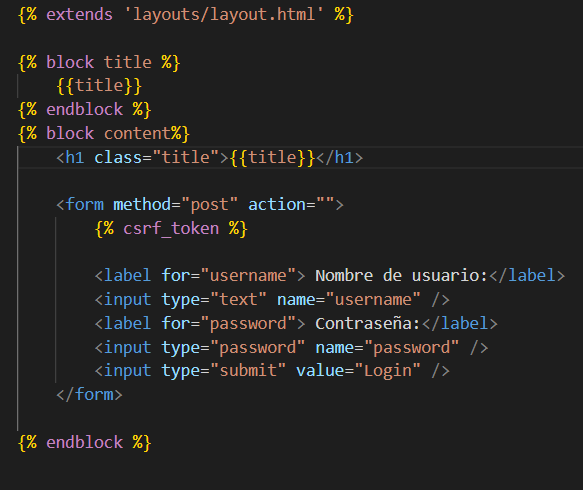 {% extends 'layouts/layout.html' %}
{% block title %}
{{title}}
{% endblock %}
{% block content%}
<h1 class="title">{{title}}</h1>
<form method="post" action="">
{% csrf_token %}
<label for="username"> Nombre de usuario:</label>
<input type="text" name="username" />
<label for="password"> Contraseña:</label>
<input type="password" name="password" />
<input type="submit" value="Login" />
</form>
{% endblock %}